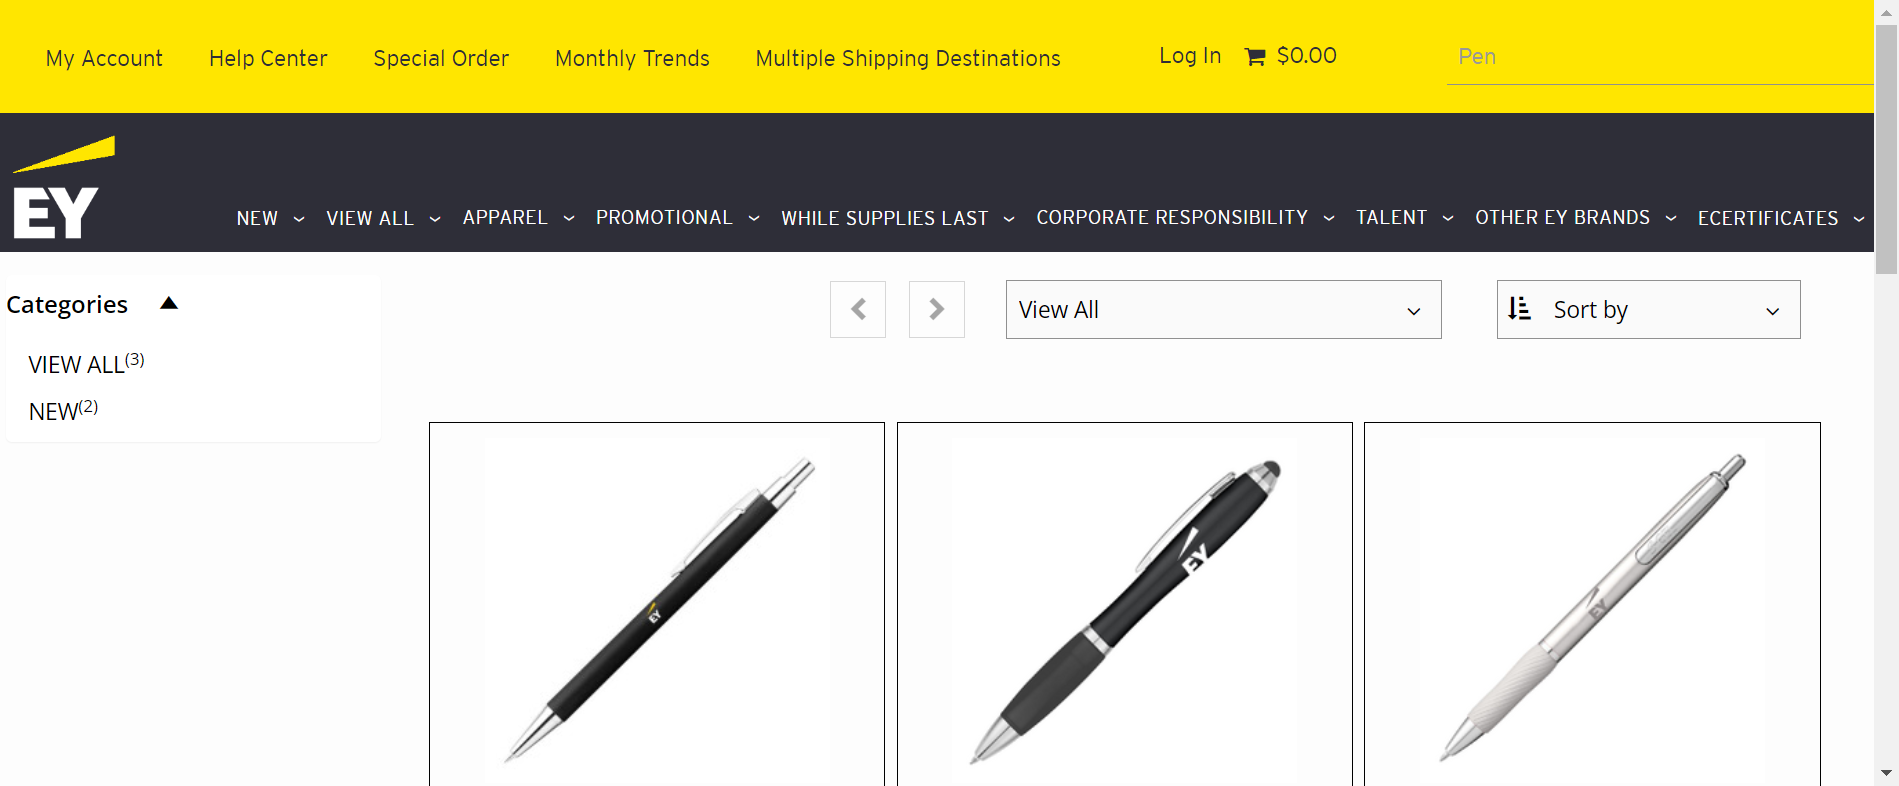 My Account Help Center Special Order Monthly Trends Multiple Shipping Destinations Log In $0.00 Pen
EY
NEW VIEW ALL APPAREL PROMOTIONAL WHILE SUPPLIES LAST CORPORATE RESPONSIBILITY TALENT OTHER EY BRANDS ECERTIFICATES
Categories
VIEW ALL(3)
NEW(2)
View All Sort by
EY
EY
EY